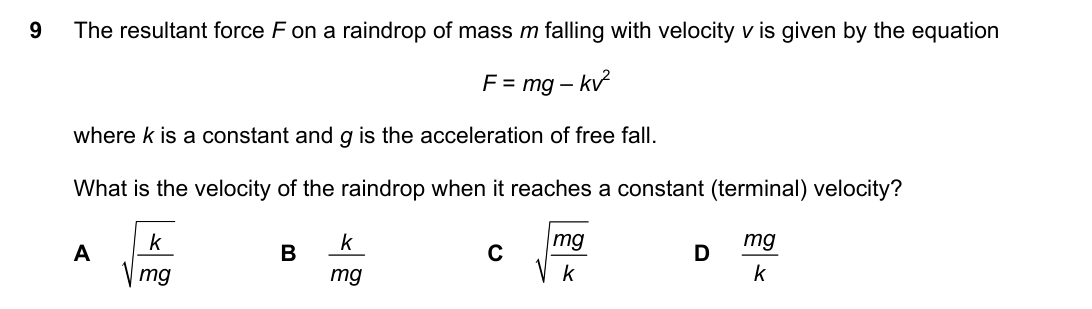 9 The resultant force F on a raindrop of mass m falling with velocity v is given by the equation
F = mg – kv²
where k is a constant and g is the acceleration of free fall.
What is the velocity of the raindrop when it reaches a constant (terminal) velocity?
A √(k/mg) B k/mg C √(mg/k) D mg/k